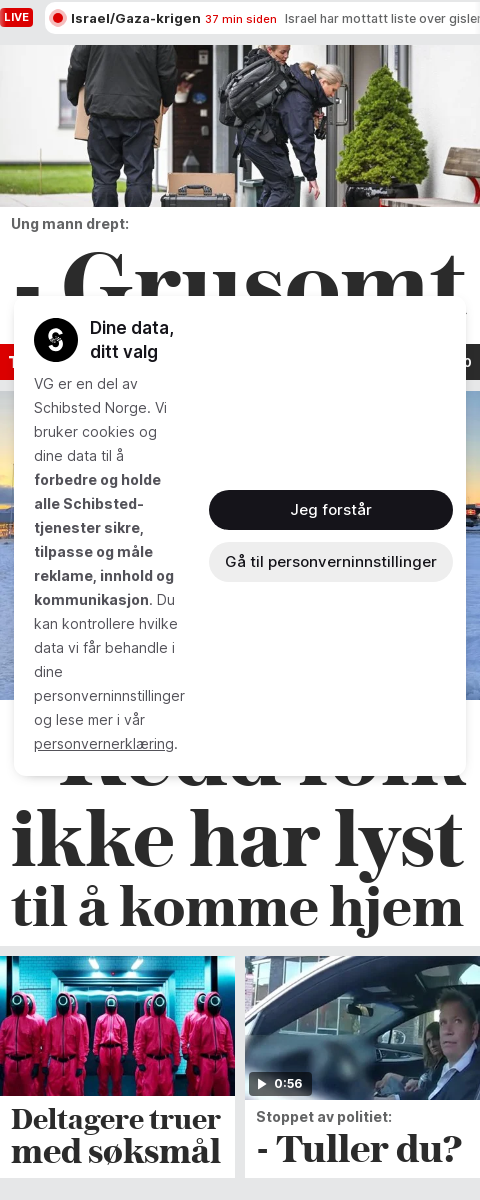 LIVE
Israel/Gaza-krigen 37 min siden Israel har mottatt liste over
Ung mann drept:
- Grusomt
Dine data,
ditt valg
VG er en del av
Schibsted Norge. Vi
bruker cookies og
dine data til å
forbedre og holde
alle Schibsted-
tjenester sikre,
tilpasse og måle
reklame, innhold og
kommunikasjon. Du
kan kontrollere hvilke
data vi får behandle i
dine
personverninnstillinger
og lese mer i vår
personvernerklæring.
Jeg forstår
Gå til personverninnstillinger
ikke har lyst
til å komme hjem
0:56
Deltagere truer
med søksmål
Stoppet av politiet:
- Tuller du?